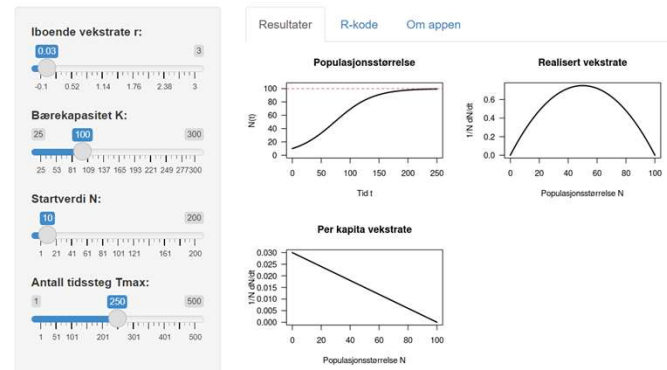 Iboende vekstrate r:
0.03
3
-0.1 0.52 1.14 1.76 2.38 3
Bærekapasitet K:
25 100 300
25 53 81 109 137 165 193 221 249 277 300
Startverdi N:
10 200
1 21 41 61 81 101 121 161 200
Antall tidssteg Tmax:
1 250 500
1 51 101 201 301 401 500
Resultater R-kode Om appen
Populasjonsstørrelse
N(t)
100
80
60
40
20
0
0 50 100 150 200 250
Tid t
Realisert vekstrate
1/N dN/dt
0.6
0.4
0.2
0.0
0 20 40 60 80 100
Populasjonsstørrelse N
Per kapita vekstrate
1/N dN/dt
0.030
0.025
0.020
0.015
0.010
0.005
0.000
0 20 40 60 80 100
Populasjonsstørrelse N